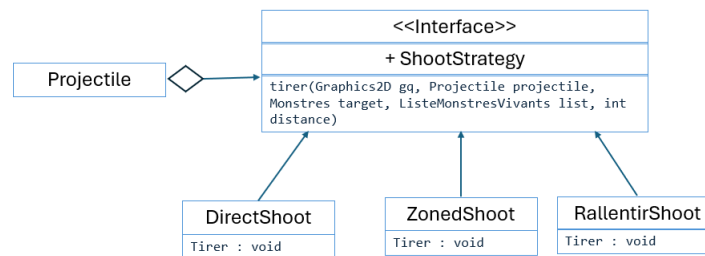 <<Interface>>
+ ShootStrategy
Projectile
tirer(Graphics2D gq, Projectile projectile,
Monstres target, ListeMonstresVivants list, int
distance)
DirectShoot
Tirer : void
ZonedShoot
Tirer : void
RallentirShoot
Tirer : void